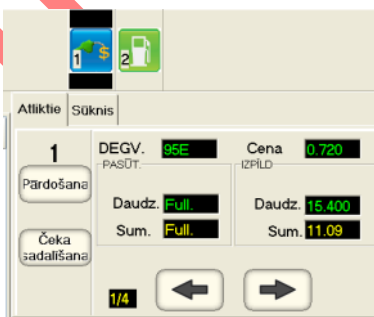 1 $ 2
Atliktie Sūknis
1 DEGV. 95E Cena 0.720
PASŪT. IZPILD
Pārdošana
Daudz. Full. Daudz. 15.400
Sum. Full. Sum. 11.09
Čeka
sadalīšana
1/4